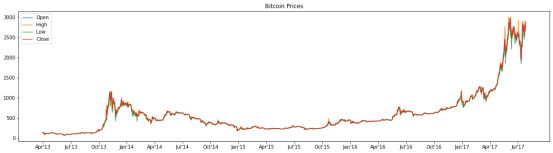 Bitcoin Prices
Open
High
Low
Close
3000
2500
2000
1500
1000
500
0
Apr'13 Jul'13 Oct'13 Jan'14 Apr'14 Jul'14 Oct'14 Jan'15 Apr'15 Jul'15 Oct'15 Jan'16 Apr'16 Jul'16 Oct'16 Jan'17 Apr'17 Jul'17